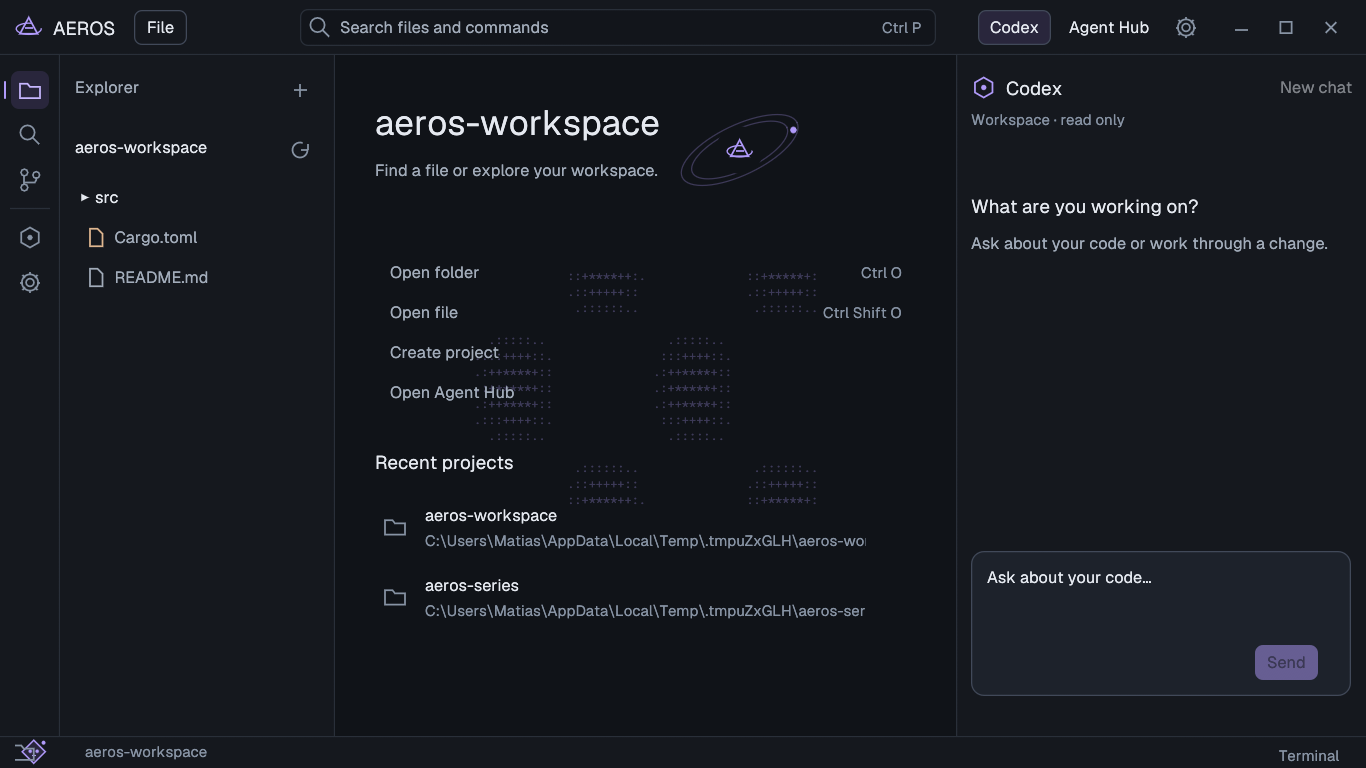 AEROS File Search files and commands Ctrl P Codex Agent Hub
Explorer
aeros-workspace
src
Cargo.toml
README.md
aeros-workspace
Find a file or explore your workspace.
Open folder Ctrl O
Open file Ctrl Shift O
Create project
Open Agent Hub
Recent projects
aeros-workspace
C:\Users\Matias\AppData\Local\Temp\.tmpuZxGLH\aeros-wo
aeros-series
C:\Users\Matias\AppData\Local\Temp\.tmpuZxGLH\aeros-ser
Codex New chat
Workspace · read only
What are you working on?
Ask about your code or work through a change.
Ask about your code…
Send
aeros-workspace Terminal